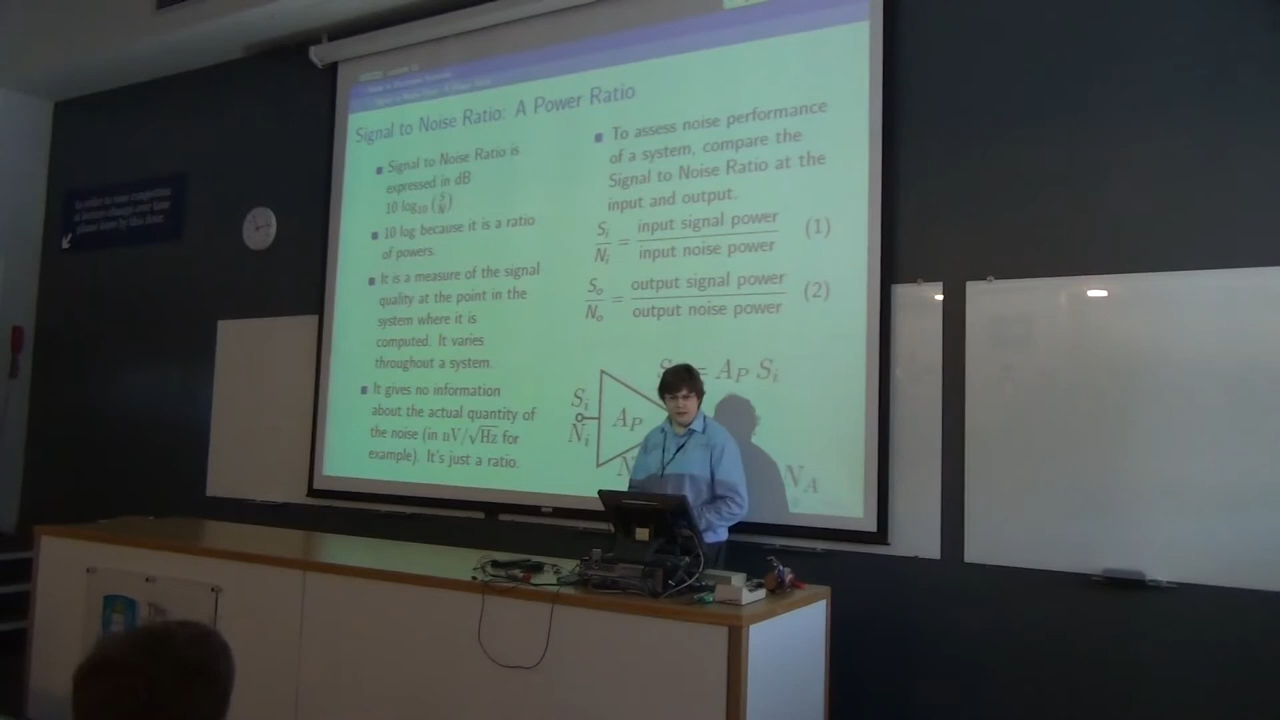 Signal to Noise Ratio: A Power Ratio
Signal to Noise Ratio is
expressed in dB
10 log₁₀ (S/N)
10 log because it is a ratio
of powers.
It is a measure of the signal
quality at the point in the
system where it is
computed. It varies
throughout a system.
It gives no information
about the actual quantity of
the noise (in nV/√Hz for
example). It's just a ratio.
To assess noise performance
of a system, compare the
Signal to Noise Ratio at the
input and output.
Sᵢ/Nᵢ = input signal power/input noise power (1)
Sₒ/Nₒ = output signal power/output noise power (2)
= A_P Sᵢ
Sᵢ
A_P
Nᵢ
N_A